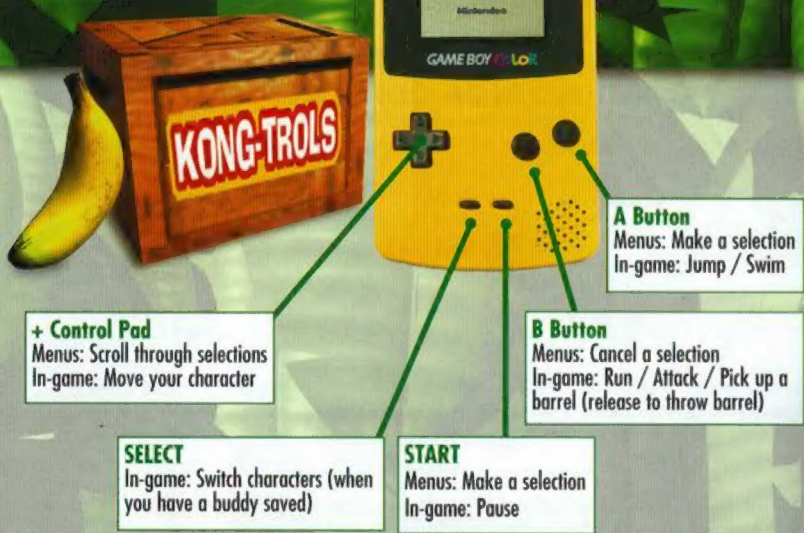 Nintendo
GAME BOY COLOR
KONG-TROLS
A Button
Menus: Make a selection
In-game: Jump / Swim
+ Control Pad
Menus: Scroll through selections
In-game: Move your character
B Button
Menus: Cancel a selection
In-game: Run / Attack / Pick up a
barrel (release to throw barrel)
SELECT
In-game: Switch characters (when
you have a buddy saved)
START
Menus: Make a selection
In-game: Pause